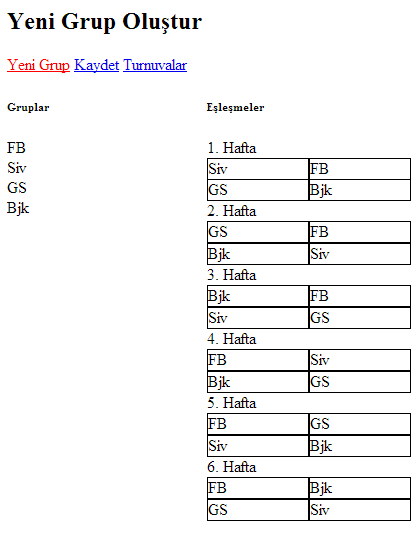 Yeni Grup Oluştur
Yeni Grup Kaydet Turnuvalar
Gruplar
FB
Siv
GS
Bjk
Eşleşmeler
1. Hafta
Siv FB
GS Bjk
2. Hafta
GS FB
Bjk Siv
3. Hafta
Bjk FB
Siv GS
4. Hafta
FB Siv
Bjk GS
5. Hafta
FB GS
Siv Bjk
6. Hafta
FB Bjk
GS Siv